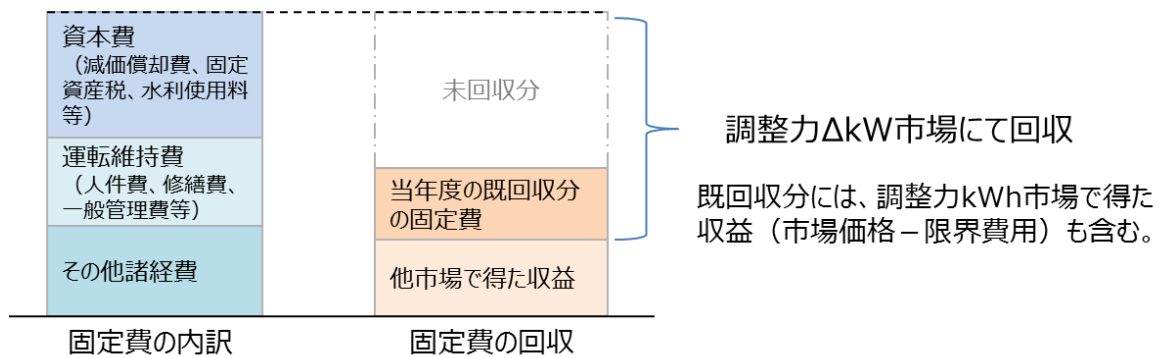 資本費
（減価償却費、固定
資産税、水利使用料
等）
運転維持費
（人件費、修繕費、
一般管理費等）
その他諸経費
固定費の内訳
未回収分
当年度の既回収分
の固定費
他市場で得た収益
固定費の回収
調整力ΔkW市場にて回収
既回収分には、調整力kWh市場で得た
収益（市場価格－限界費用）も含む。